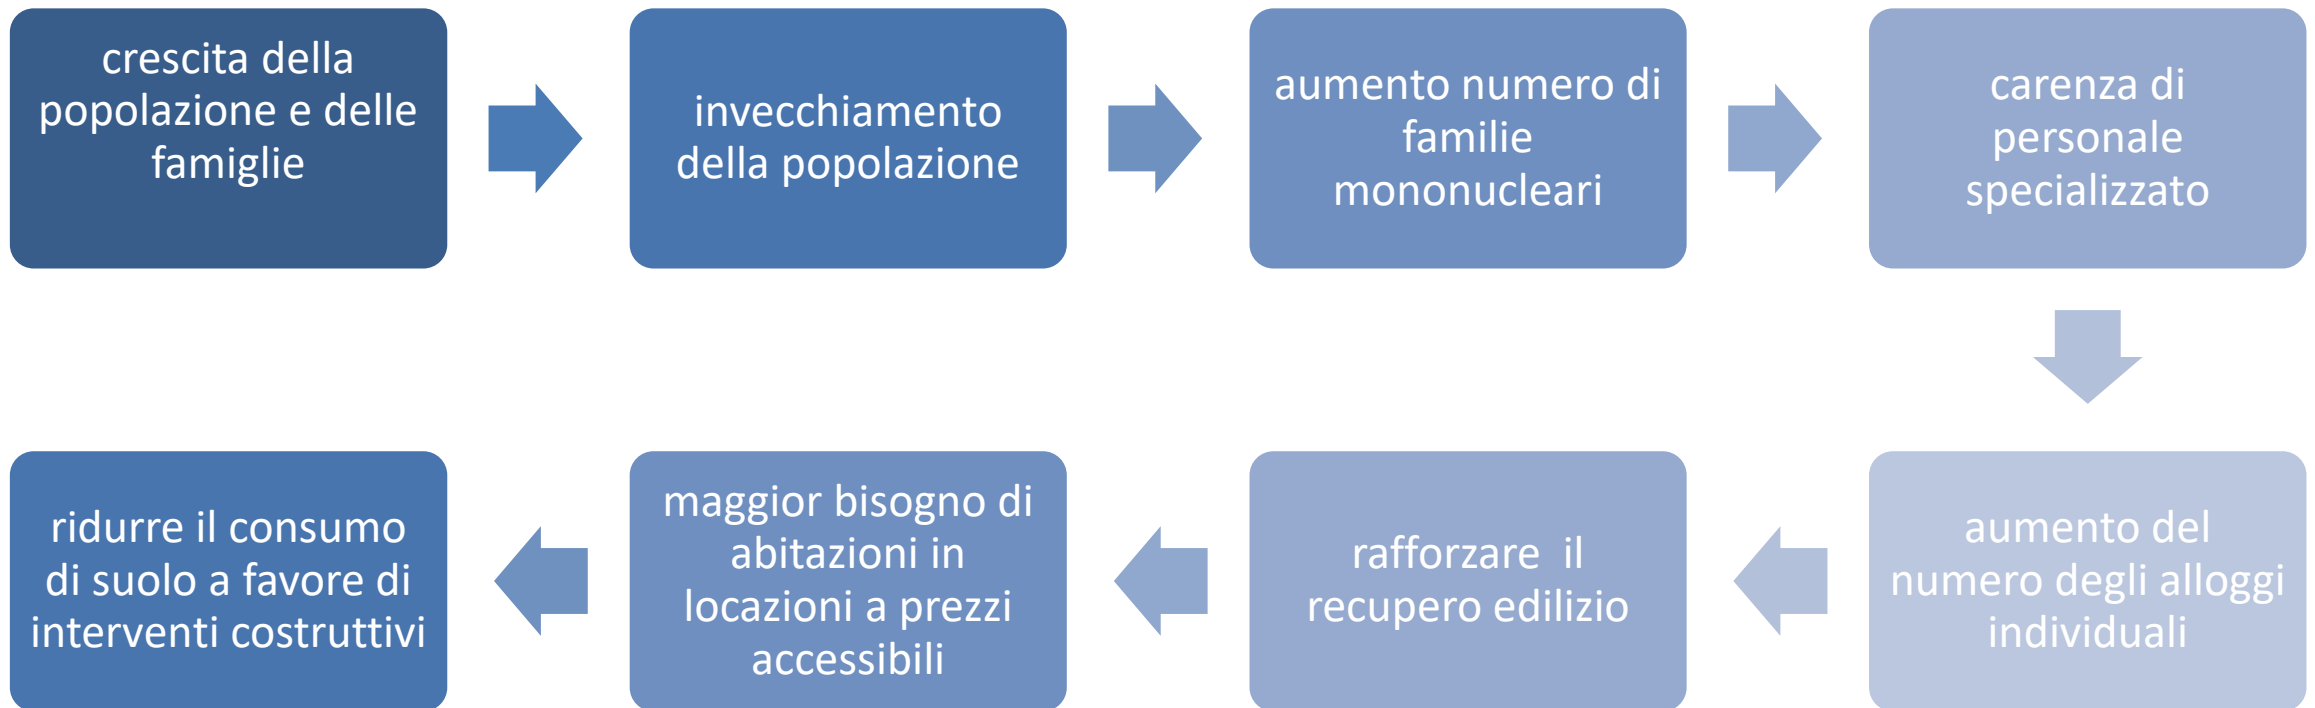 crescita della
popolazione e delle
famiglie
invecchiamento
della popolazione
aumento numero di
familie
mononucleari
carenza di
personale
specializzato
aumento del
numero degli alloggi
individuali
rafforzare  il
recupero edilizio
maggior bisogno di
abitazioni in
locazioni a prezzi
accessibili
ridurre il consumo
di suolo a favore di
interventi costruttivi